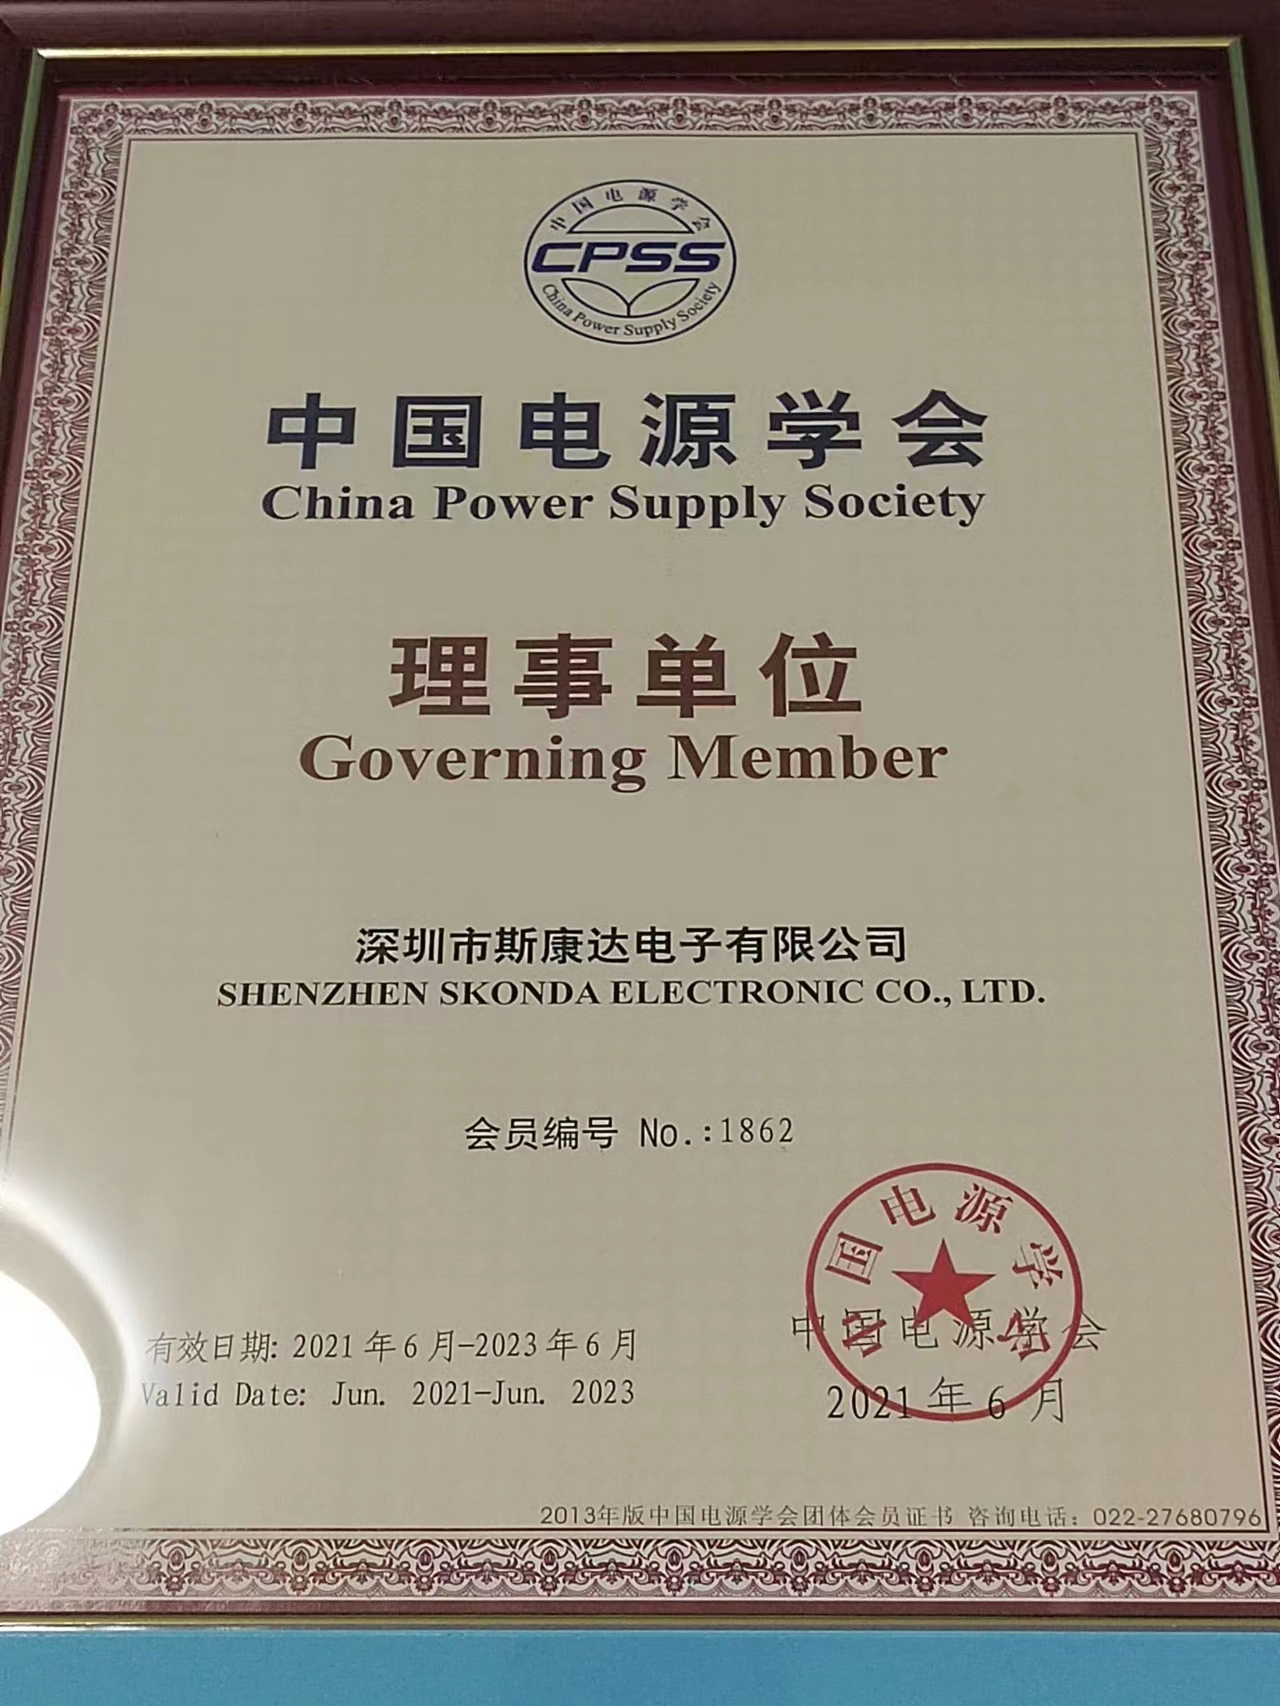 中国电源学会
CPSS
China Power Supply Society
中国电源学会
China Power Supply Society
理事单位
Governing Member
深圳市斯康达电子有限公司
SHENZHEN SKONDA ELECTRONIC CO., LTD.
会员编号 No.:1862
中国电源学会
有效日期: 2021年6月-2023年6月
中国电源学会
Valid Date: Jun. 2021-Jun. 2023
2021年6月
2013年版中国电源学会团体会员证书 咨询电话：022-27680796